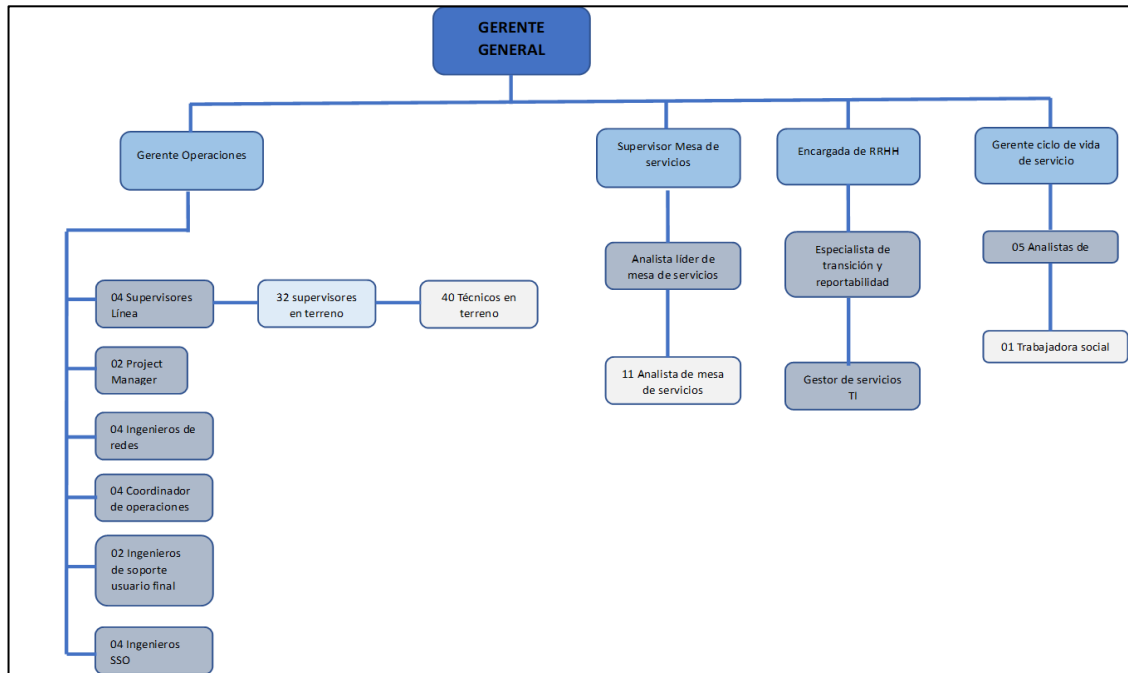 GERENTE
GENERAL
Gerente Operaciones
Supervisor Mesa de
servicios
Encargada de RRHH
Gerente ciclo de vida
de servicio
Analista líder de
mesa de servicios
Especialista de
transición y
reportabilidad
05 Analistas de
04 Supervisores
Línea
32 supervisores
en terreno
40 Técnicos en
terreno
01 Trabajadora social
02 Project
Manager
11 Analista de mesa
de servicios
Gestor de servicios
TI
04 Ingenieros de
redes
04 Coordinador
de operaciones
02 Ingenieros
de soporte
usuario final
04 Ingenieros
SSO